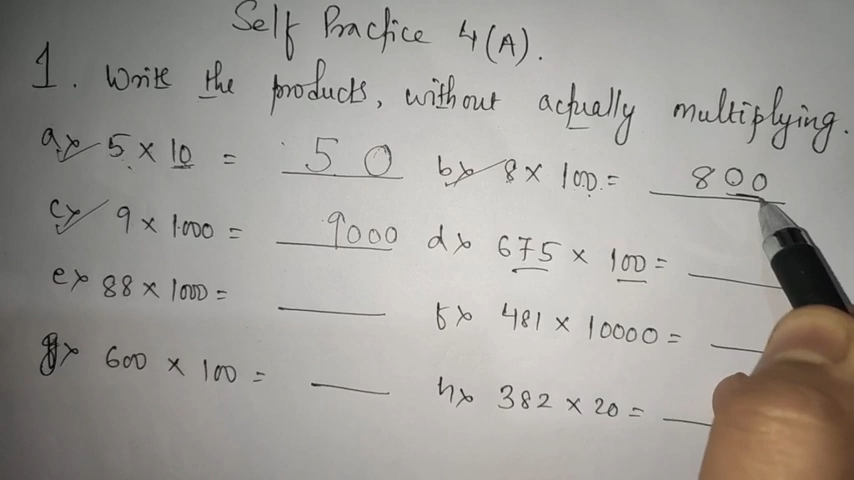 Self Practice 4(A).
1. Write the products, without actually multiplying.
a) 5 × 10 = 50 b) 8 × 100 = 800
c) 9 × 1000 = 9000 d) 675 × 100 =
e) 88 × 1000 = f) 481 × 10000 =
g) 600 × 100 = h) 382 × 20 =